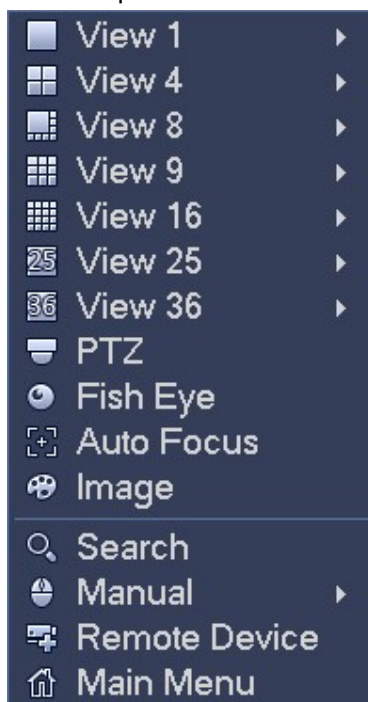 View 1
View 4
View 8
View 9
View 16
25 View 25
36 View 36
PTZ
Fish Eye
Auto Focus
Image
Search
Manual
Remote Device
Main Menu